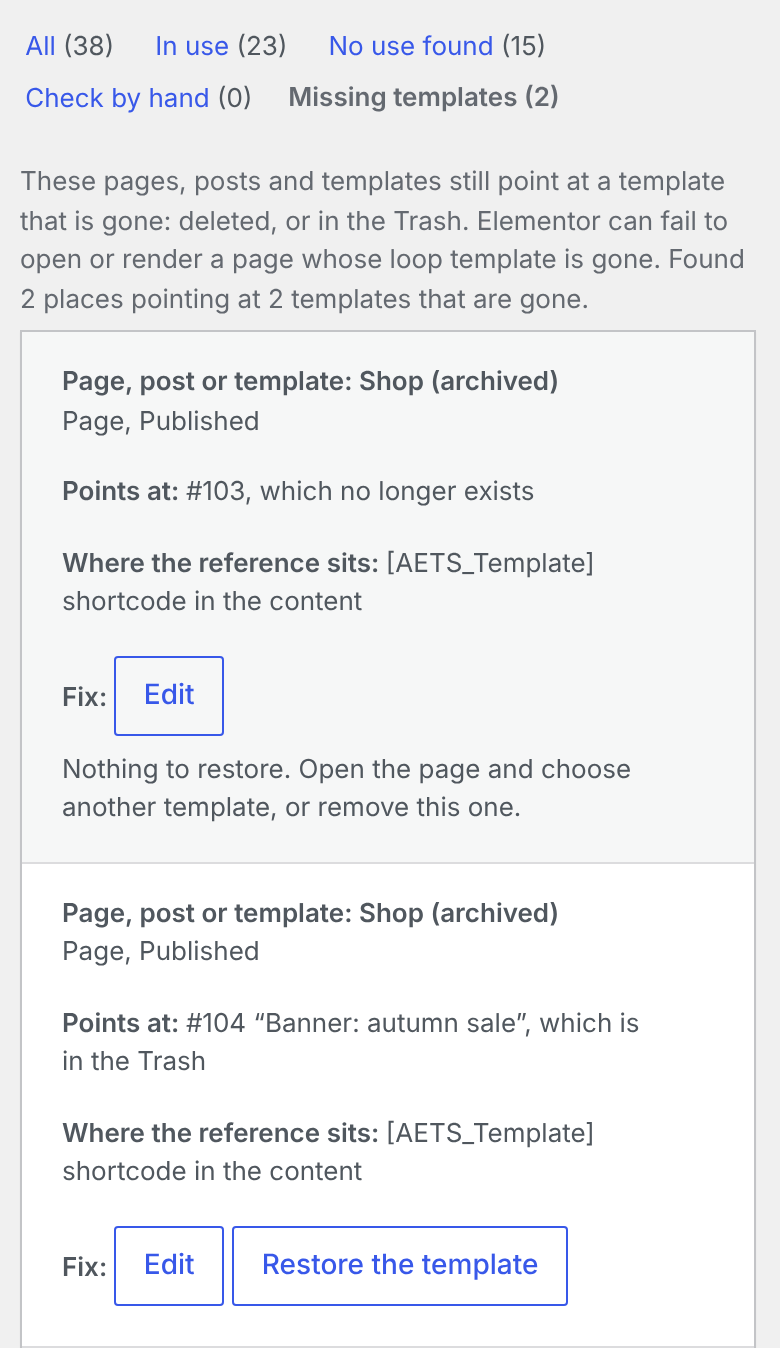 All (38) In use (23) No use found (15)
Check by hand (0) Missing templates (2)
These pages, posts and templates still point at a template
that is gone: deleted, or in the Trash. Elementor can fail to
open or render a page whose loop template is gone. Found
2 places pointing at 2 templates that are gone.
Page, post or template: Shop (archived)
Page, Published
Points at: #103, which no longer exists
Where the reference sits: [AETS_Template]
shortcode in the content
Fix: Edit
Nothing to restore. Open the page and choose
another template, or remove this one.
Page, post or template: Shop (archived)
Page, Published
Points at: #104 “Banner: autumn sale”, which is
in the Trash
Where the reference sits: [AETS_Template]
shortcode in the content
Fix: Edit Restore the template